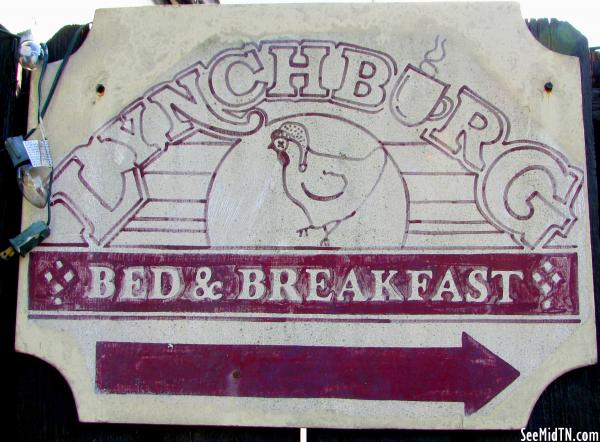 LYNCHBURG
BED & BREAKFAST
SeeMidTN.com